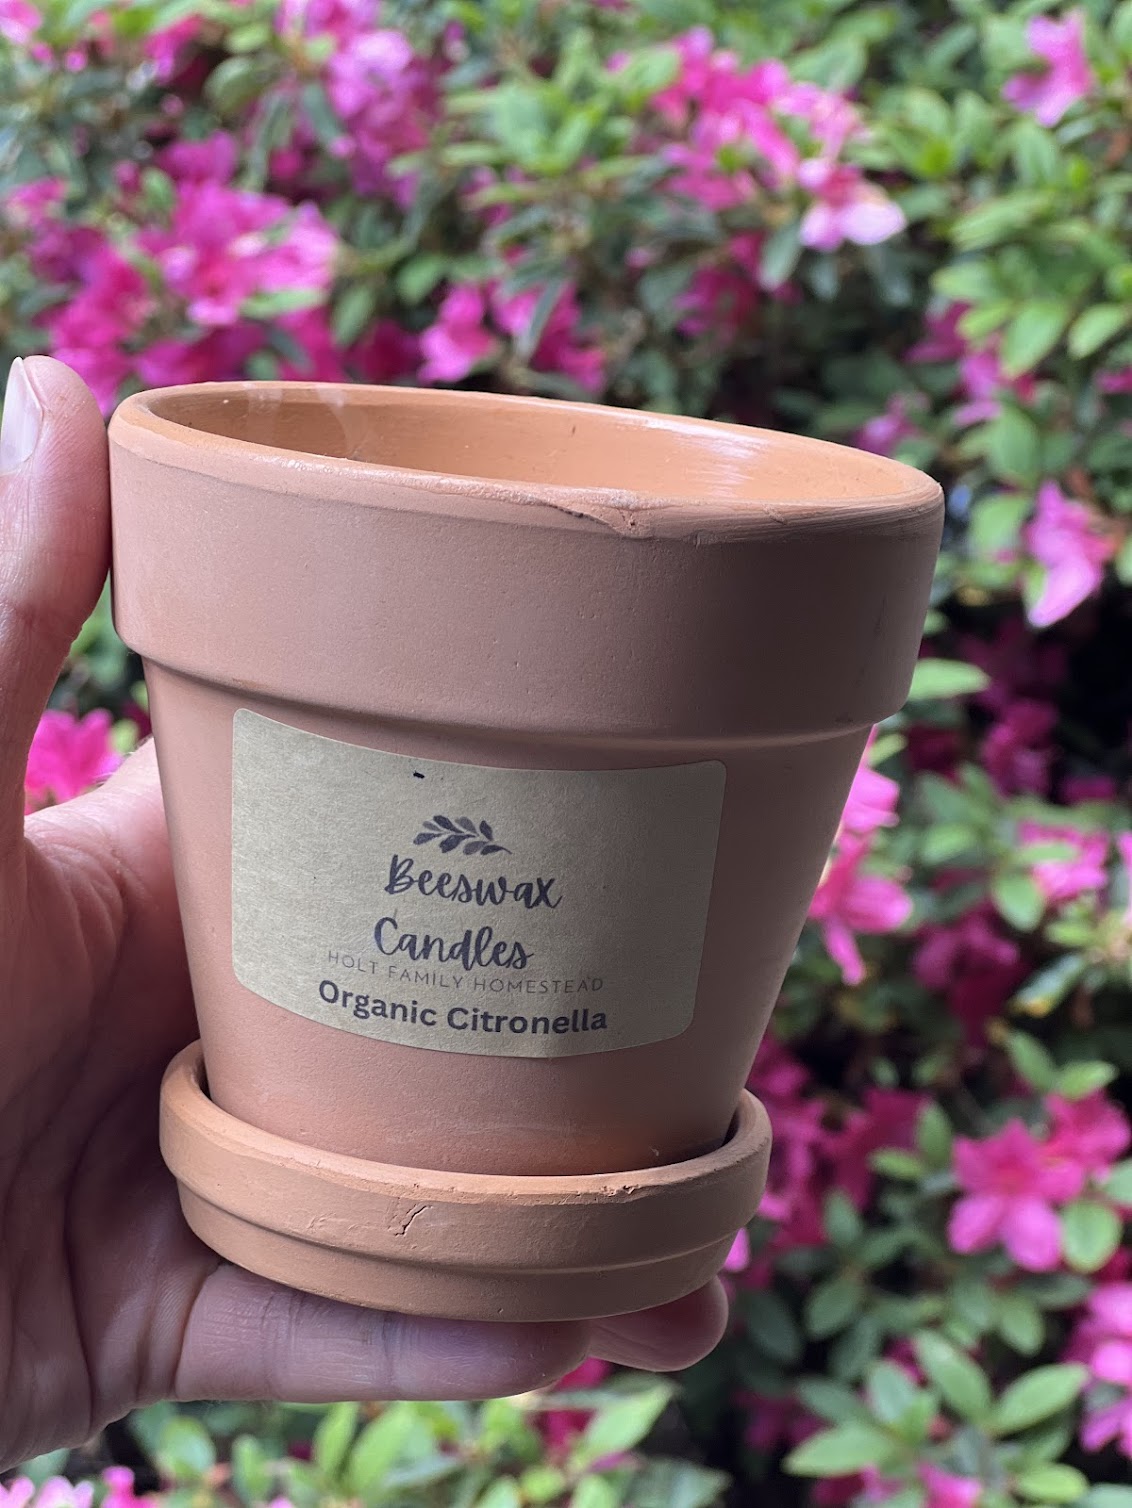 Beeswax
Candles
HOLT FAMILY HOMESTEAD
Organic Citronella